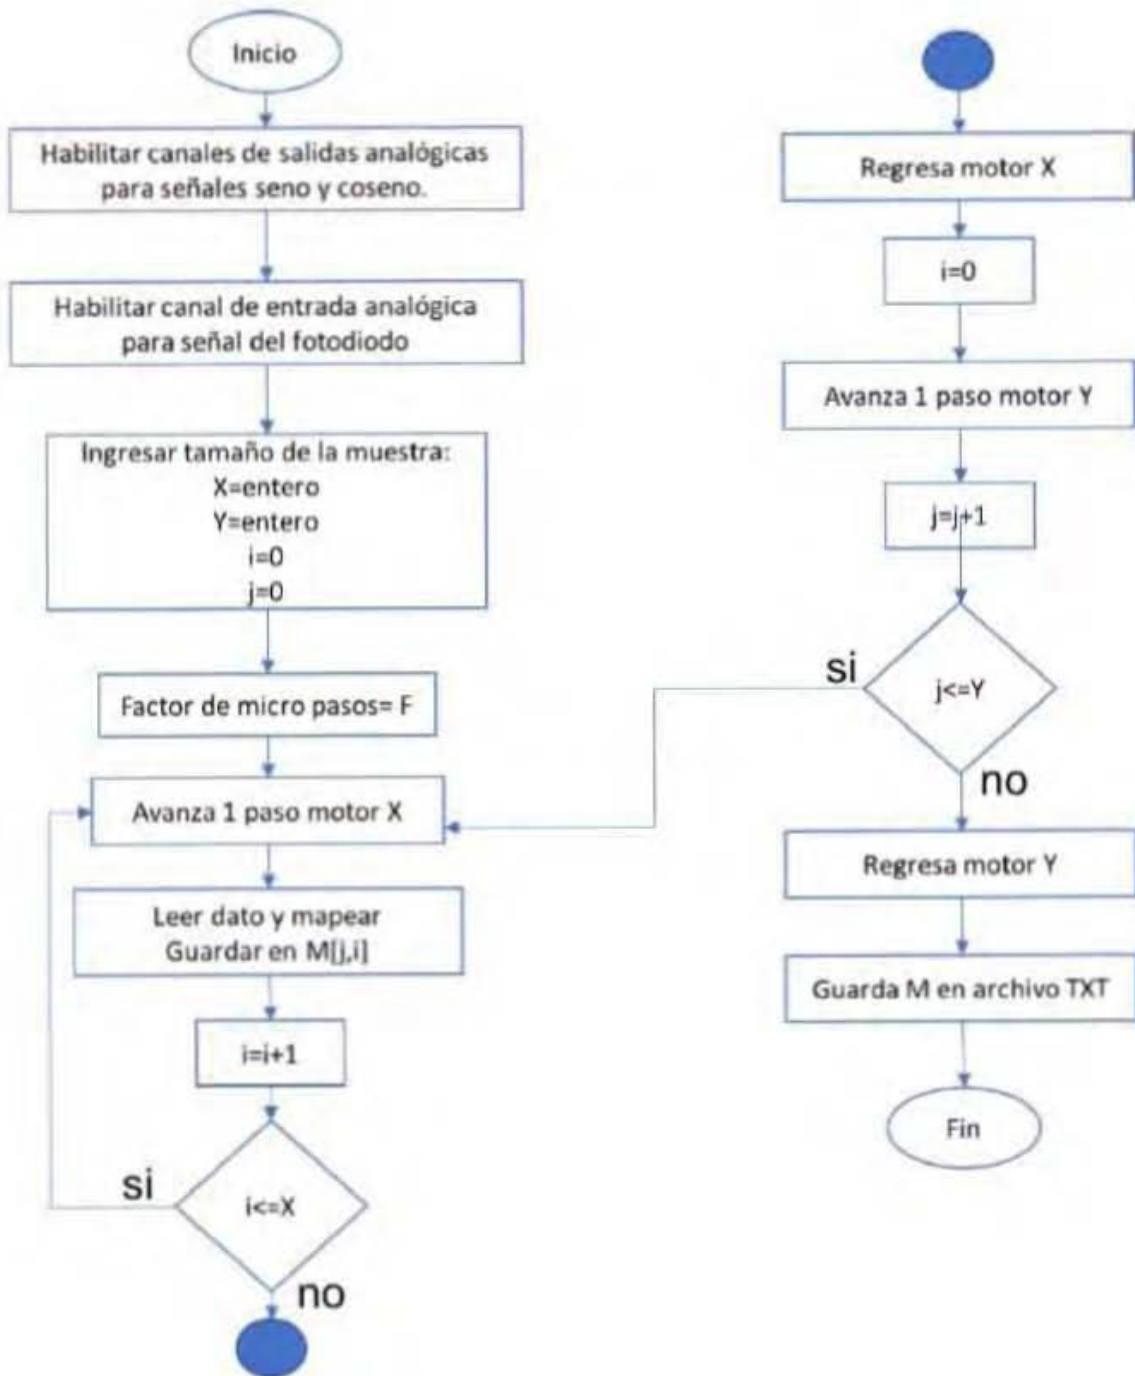 Inicio
Habilitar canales de salidas analógicas
para señales seno y coseno.
Habilitar canal de entrada analógica
para señal del fotodiodo
Ingresar tamaño de la muestra:
X=entero
Y=entero
i=0
j=0
Factor de micro pasos= F
Avanza 1 paso motor X
Leer dato y mapear
Guardar en M[j,i]
i=i+1
si
i<=X
no
Regresa motor X
i=0
Avanza 1 paso motor Y
j=j+1
si
j<=Y
no
Regresa motor Y
Guarda M en archivo TXT
Fin